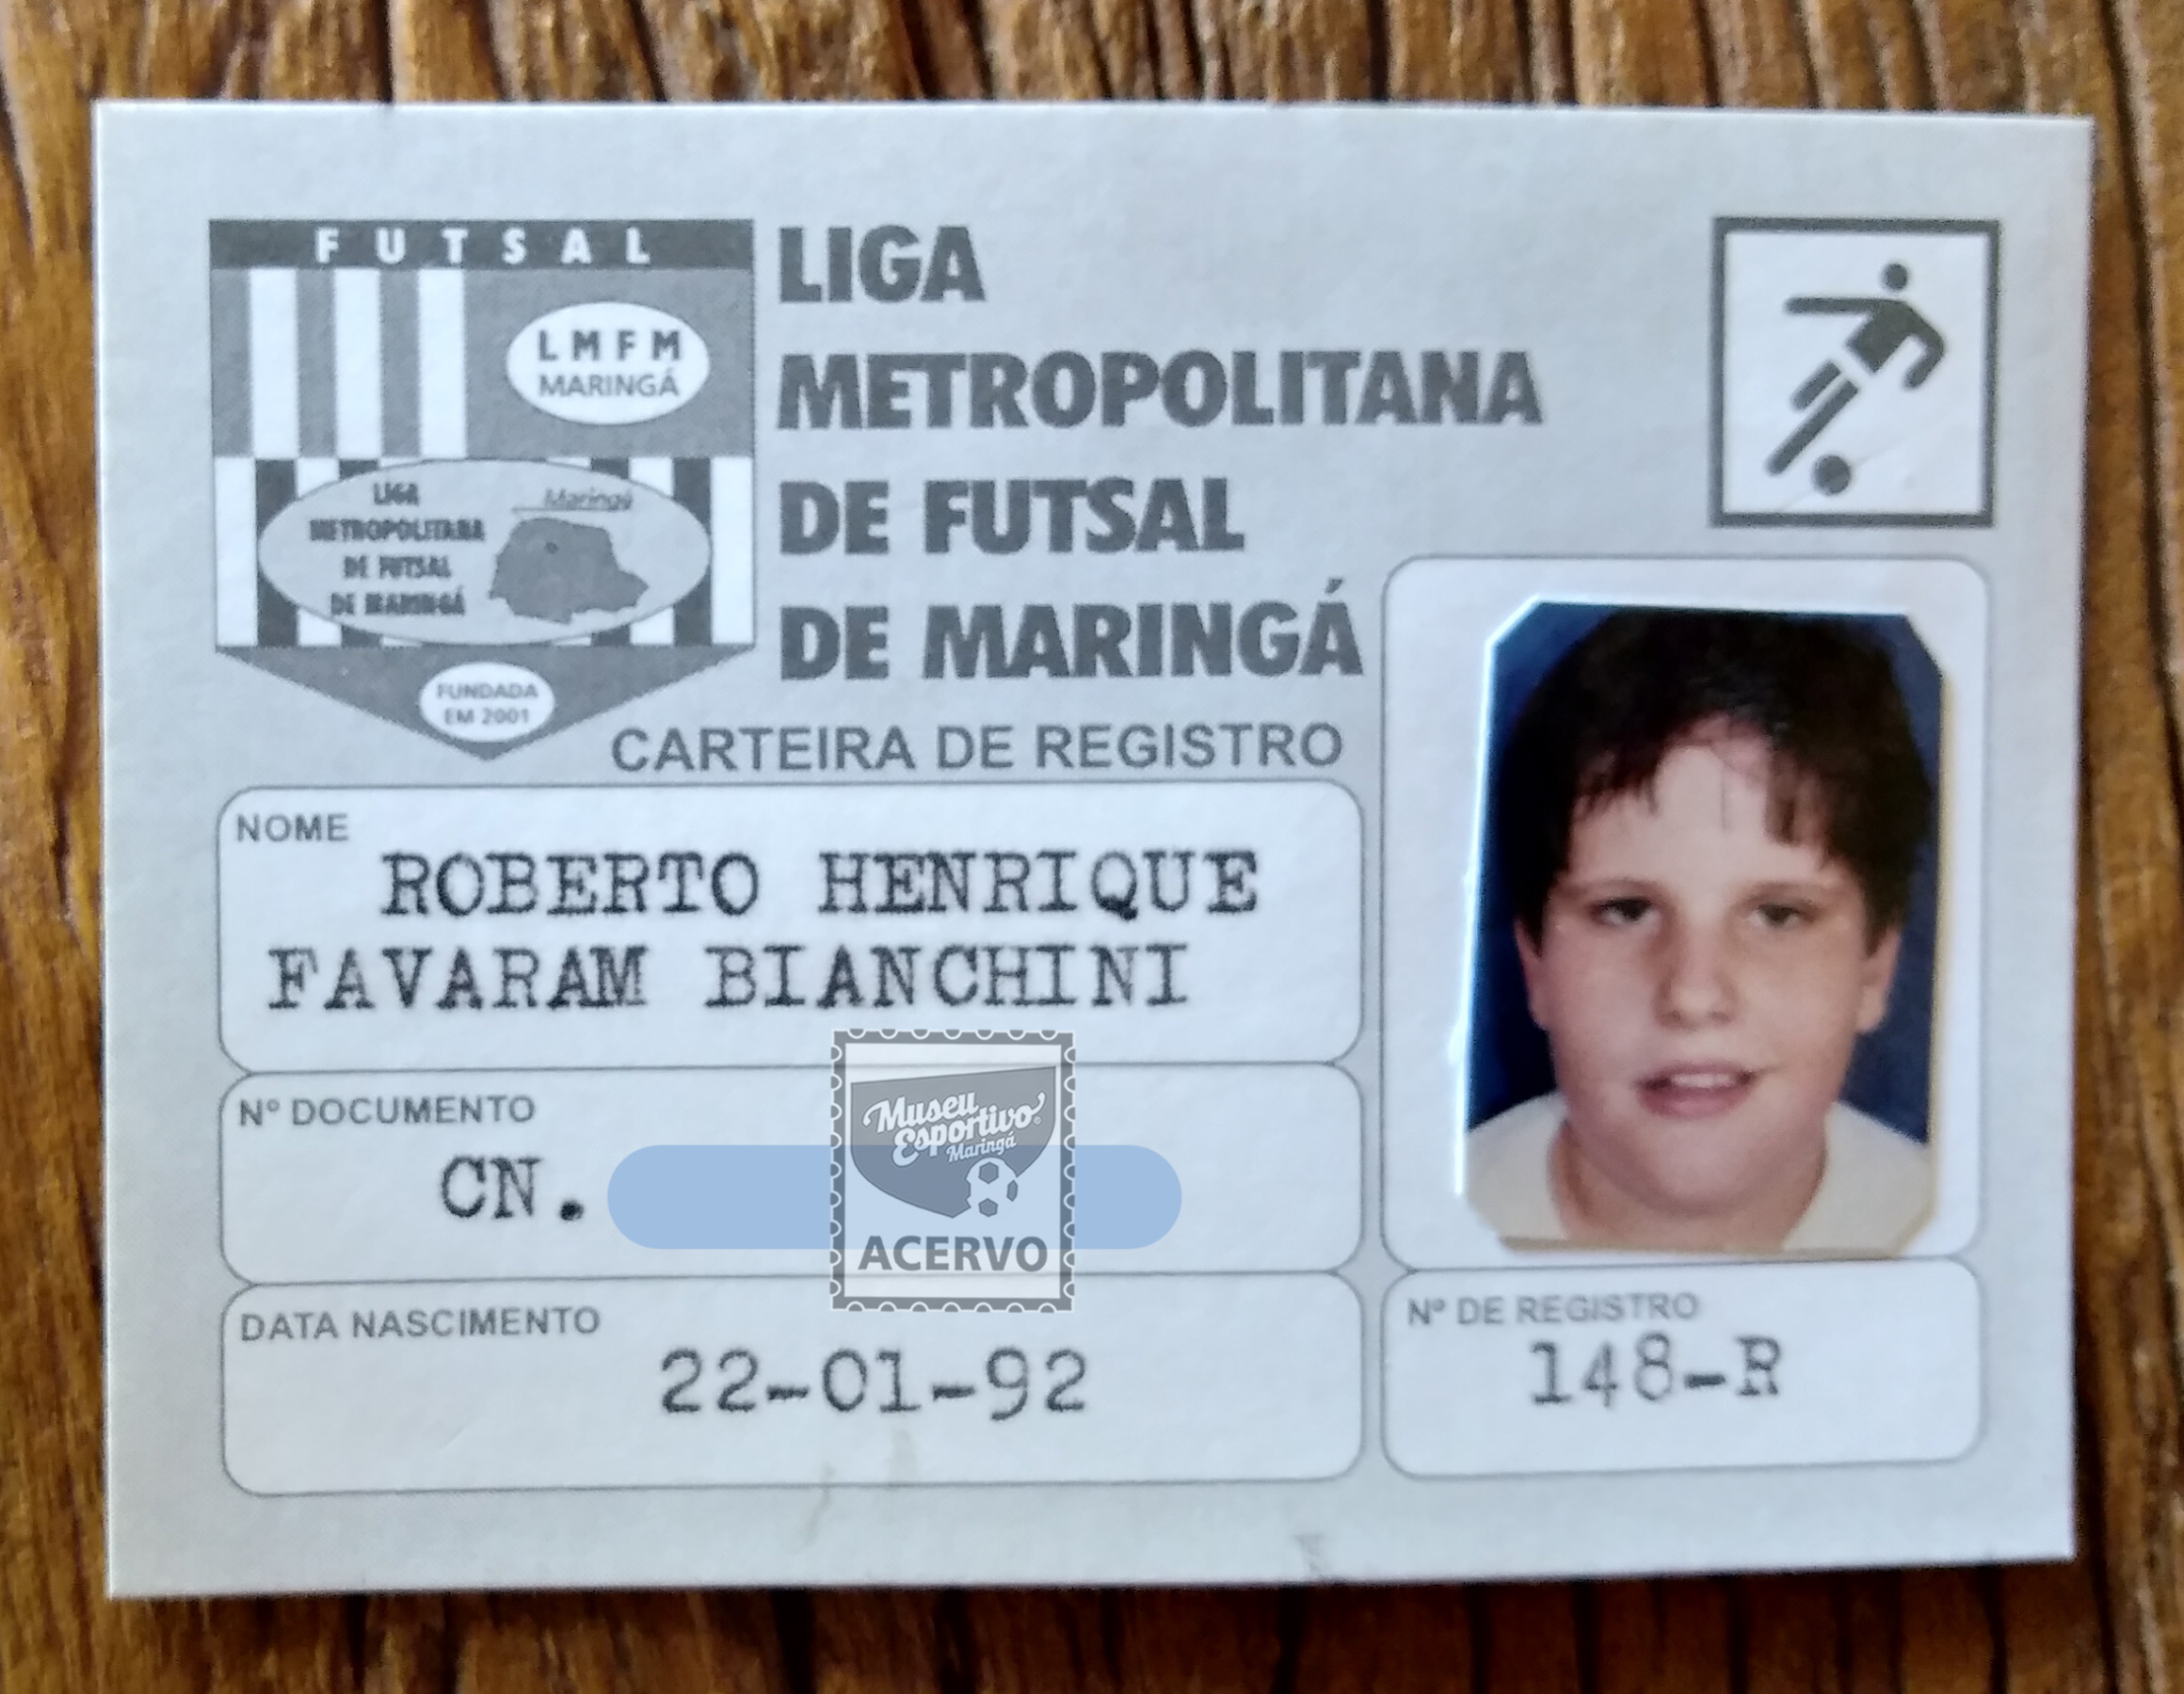 FUTSAL
LMFM
MARINGÁ
LIGA
METROPOLITANA
DE FUTSAL
DE MARINGÁ
Maringá
FUNDADA
EM 2001
LIGA
METROPOLITANA
DE FUTSAL
DE MARINGÁ
CARTEIRA DE REGISTRO
NOME
ROBERTO HENRIQUE
FAVARAM BIANCHINI
Nº DOCUMENTO
CN.
Museu
Esportivo
Maringá
ACERVO
DATA NASCIMENTO
22-01-92
Nº DE REGISTRO
148-R